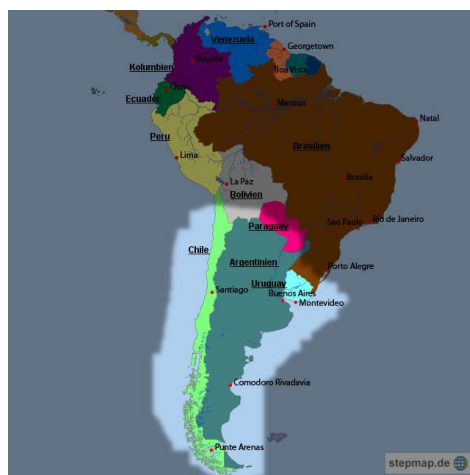 Port of Spain
Venezuela
Georgetown
Kolumbien
Bogota
Boa Vista
Quito
Ecuador
Manaus
Peru
Natal
Brasilien
Lima
Salvador
La Paz
Brasilia
Bolivien
Sao Paulo
Rio de Janeiro
Paraguay
Chile
Argentinien
Porto Alegre
Uruguay
Santiago
Buenos Aires
Montevideo
Comodoro Rivadavia
Punte Arenas
stepmap.de